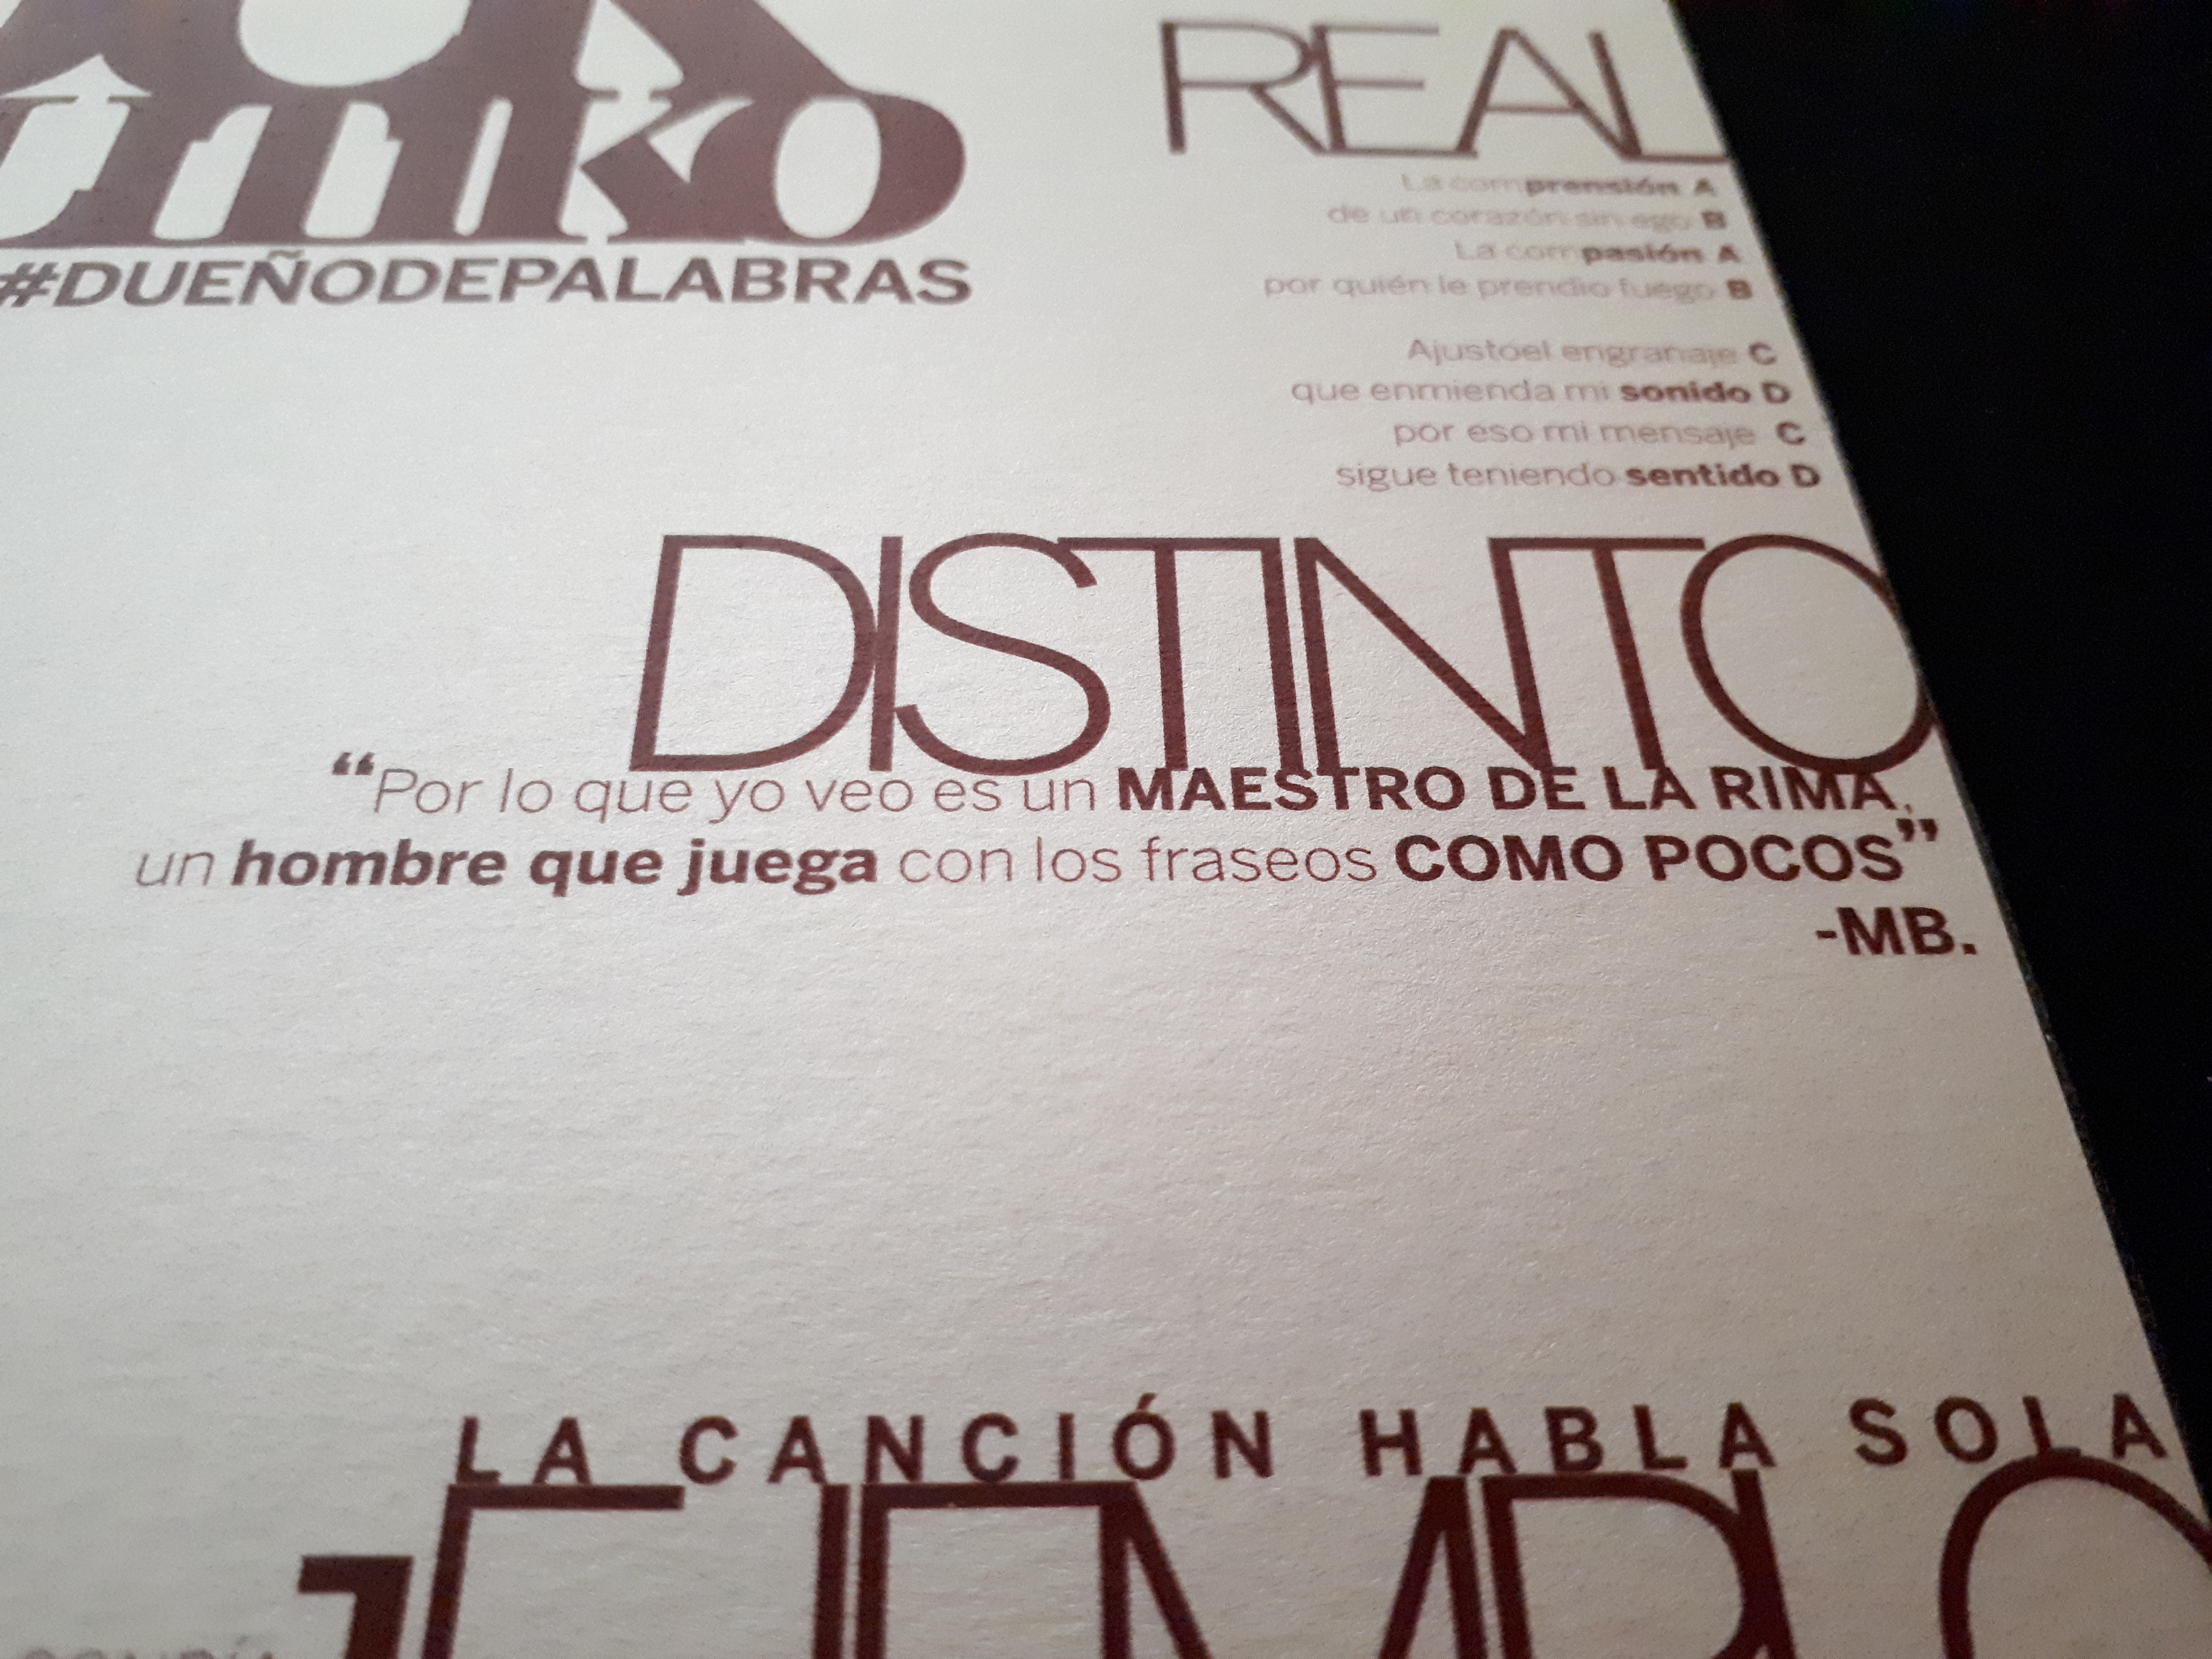 #DUEÑODEPALABRAS
REAL
La comprensión A
de un corazón sin ego B
La compasión A
por quién le prendio fuego B
Ajustoel engranaje C
que enmienda mi sonido D
por eso mi mensaje C
sigue teniendo sentido D
DISTINTO
“Por lo que yo veo es un MAESTRO DE LA RIMA,
un hombre que juega con los fraseos COMO POCOS”
-MB.
LA CANCIÓN HABLA SOLA